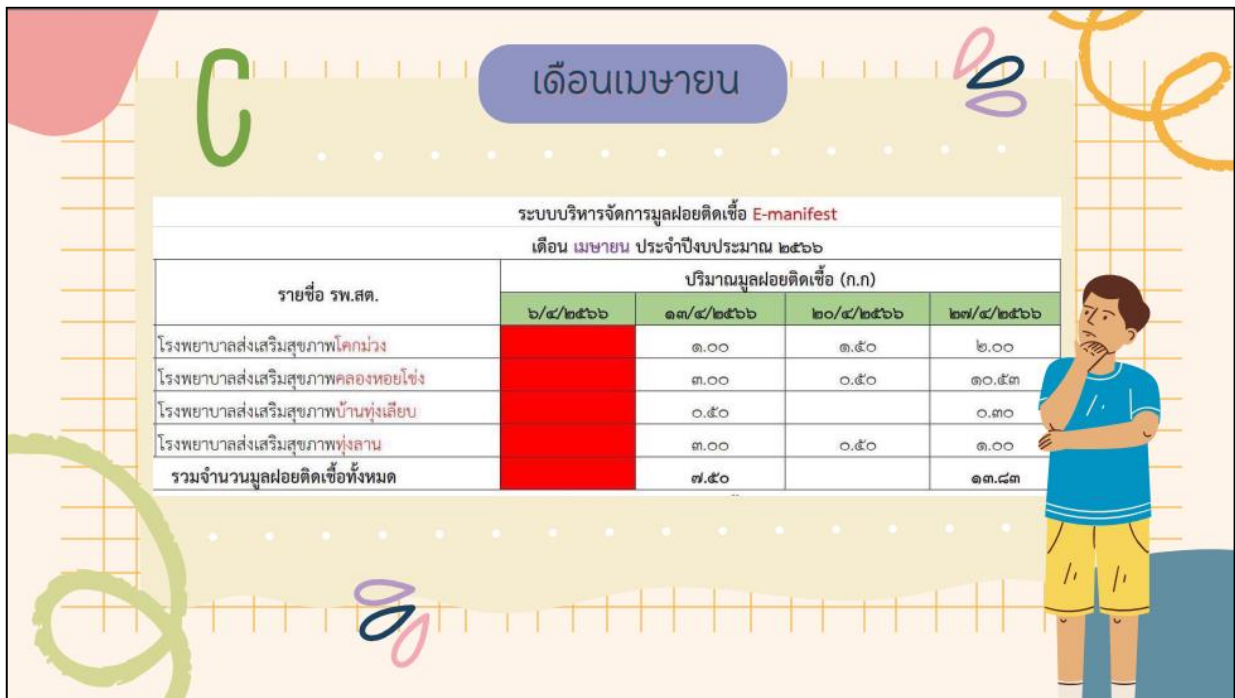 เดือนเมษายน
ระบบบริหารจัดการมูลฝอยติดเชื้อ E-manifest
เดือน เมษายน ประจำปีงบประมาณ ๒๕๖๖
รายชื่อ รพ.สต. ปริมาณมูลฝอยติดเชื้อ (ก.ก)
๖/๔/๒๕๖๖ ๑๓/๔/๒๕๖๖ ๒๐/๔/๒๕๖๖ ๒๗/๔/๒๕๖๖
โรงพยาบาลส่งเสริมสุขภาพโคกม่วง ๑.๐๐ ๑.๕๐ ๒.๐๐
โรงพยาบาลส่งเสริมสุขภาพคลองหอยโข่ง ๓.๐๐ ๐.๕๐ ๑๐.๕๓
โรงพยาบาลส่งเสริมสุขภาพบ้านทุ่งเลียบ ๐.๕๐ ๐.๓๐
โรงพยาบาลส่งเสริมสุขภาพทุ่งลาน ๓.๐๐ ๐.๕๐ ๑.๐๐
รวมจำนวนมูลฝอยติดเชื้อทั้งหมด ๗.๕๐ ๑๓.๘๓